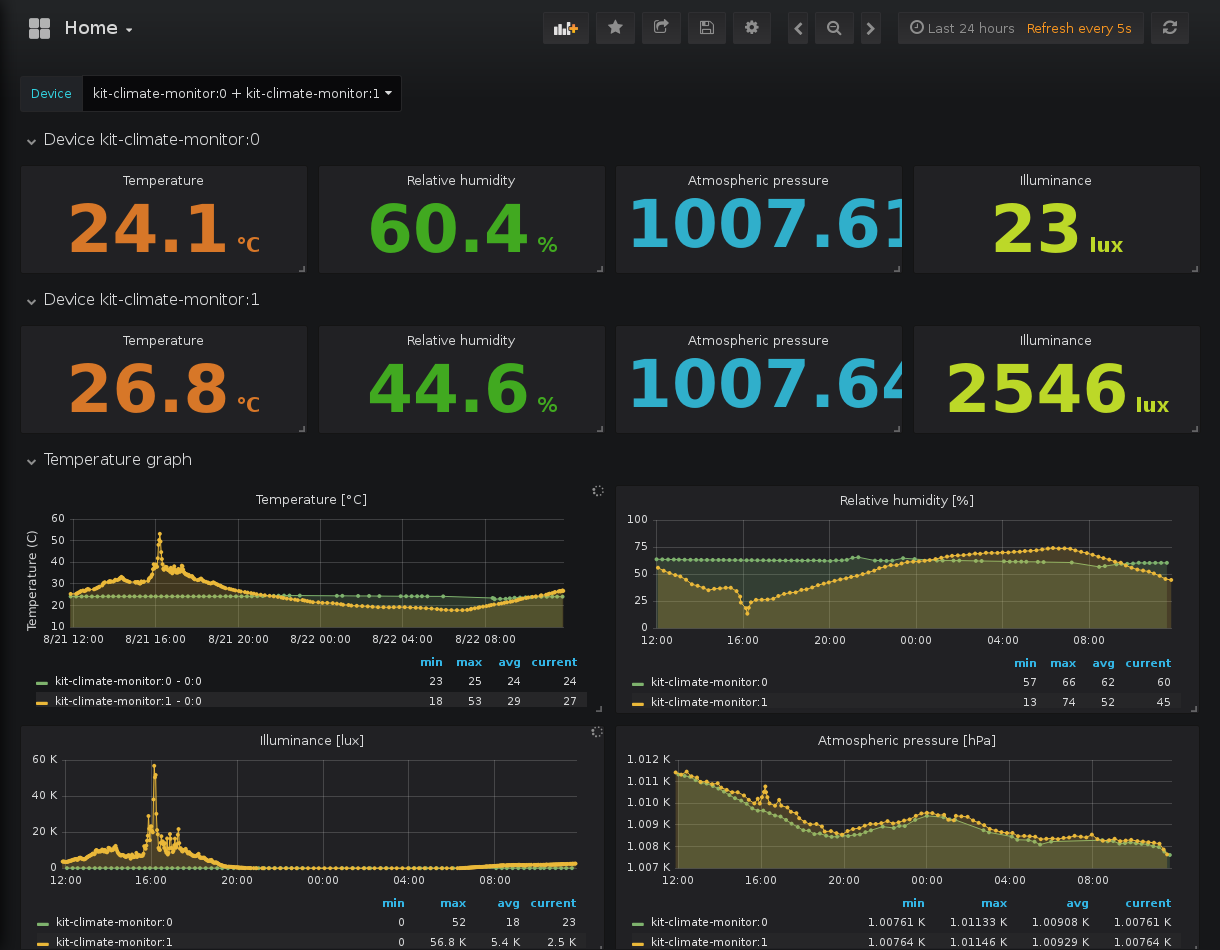 Home
Last 24 hours Refresh every 5s
Device kit-climate-monitor:0 + kit-climate-monitor:1
Device kit-climate-monitor:0
Temperature Relative humidity Atmospheric pressure Illuminance
24.1 °C 60.4 % 1007.61 23 lux
Device kit-climate-monitor:1
Temperature Relative humidity Atmospheric pressure Illuminance
26.8 °C 44.6 % 1007.64 2546 lux
Temperature graph
Temperature [°C]
Temperature (C)
60
50
40
30
20
10
8/21 12:00 8/21 16:00 8/21 20:00 8/22 00:00 8/22 04:00 8/22 08:00
min max avg current
kit-climate-monitor:0 - 0:0 23 25 24 24
kit-climate-monitor:1 - 0:0 18 53 29 27
Relative humidity [%]
100
75
50
25
0
12:00 16:00 20:00 00:00 04:00 08:00
min max avg current
kit-climate-monitor:0 57 66 62 60
kit-climate-monitor:1 13 74 52 45
Illuminance [lux]
60 K
40 K
20 K
0
12:00 16:00 20:00 00:00 04:00 08:00
min max avg current
kit-climate-monitor:0 0 52 18 23
kit-climate-monitor:1 0 56.8 K 5.4 K 2.5 K
Atmospheric pressure [hPa]
1.012 K
1.011 K
1.010 K
1.009 K
1.008 K
1.007 K
12:00 16:00 20:00 00:00 04:00 08:00
min max avg current
kit-climate-monitor:0 1.00761 K 1.01133 K 1.00908 K 1.00761 K
kit-climate-monitor:1 1.00764 K 1.01146 K 1.00929 K 1.00764 K